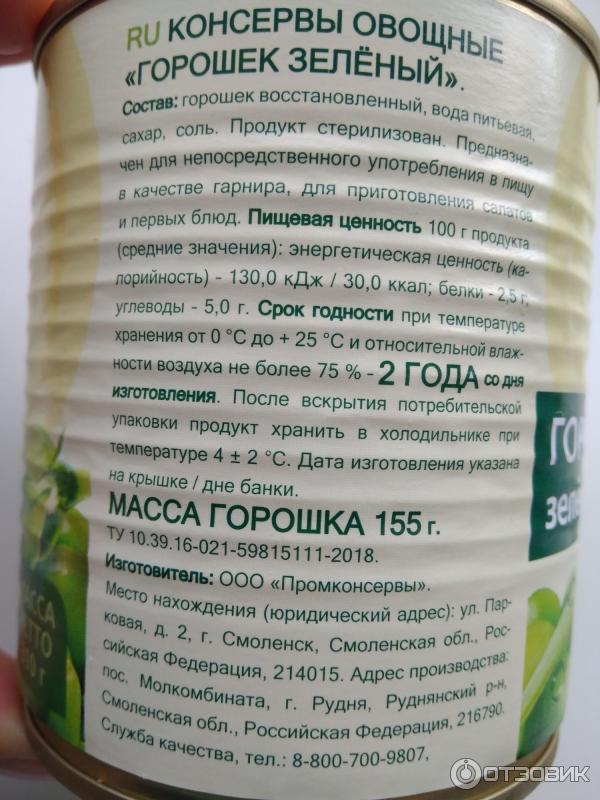 RU КОНСЕРВЫ ОВОЩНЫЕ
«ГОРОШЕК ЗЕЛЁНЫЙ».
Состав: горошек восстановленный, вода питьевая,
сахар, соль. Продукт стерилизован. Предназна-
чен для непосредственного употребления в пищу
в качестве гарнира, для приготовления салатов
и первых блюд. Пищевая ценность 100 г продукта
(средние значения): энергетическая ценность (ка-
лорийность) - 130,0 кДж / 30,0 ккал; белки - 2,5 г;
углеводы - 5,0 г. Срок годности при температуре
хранения от 0 °С до + 25 °С и относительной влаж-
ности воздуха не более 75 % - 2 ГОДА со дня
изготовления. После вскрытия потребительской
упаковки продукт хранить в холодильнике при
температуре 4 ± 2 °С. Дата изготовления указана
на крышке / дне банки.
МАССА ГОРОШКА 155 г.
ТУ 10.39.16-021-59815111-2018.
Изготовитель: ООО «Промконсервы».
Место нахождения (юридический адрес): ул. Пар-
ковая, д. 2, г. Смоленск, Смоленская обл., Рос-
сийская Федерация, 214015. Адрес производства:
пос. Молкомбината, г. Рудня, Руднянский р-н,
Смоленская обл., Российская Федерация, 216790.
Служба качества, тел.: 8-800-700-9807,
ГОР
зелё
ОТЗОВИК